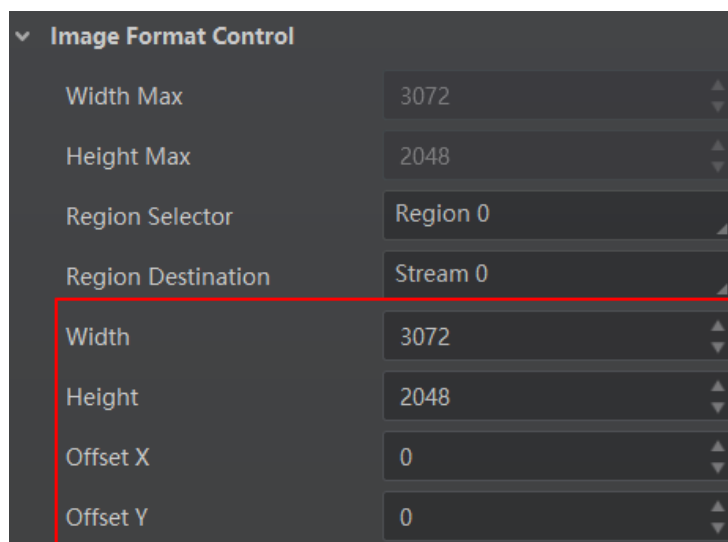 Image Format Control
Width Max 3072
Height Max 2048
Region Selector Region 0
Region Destination Stream 0
Width 3072
Height 2048
Offset X 0
Offset Y 0